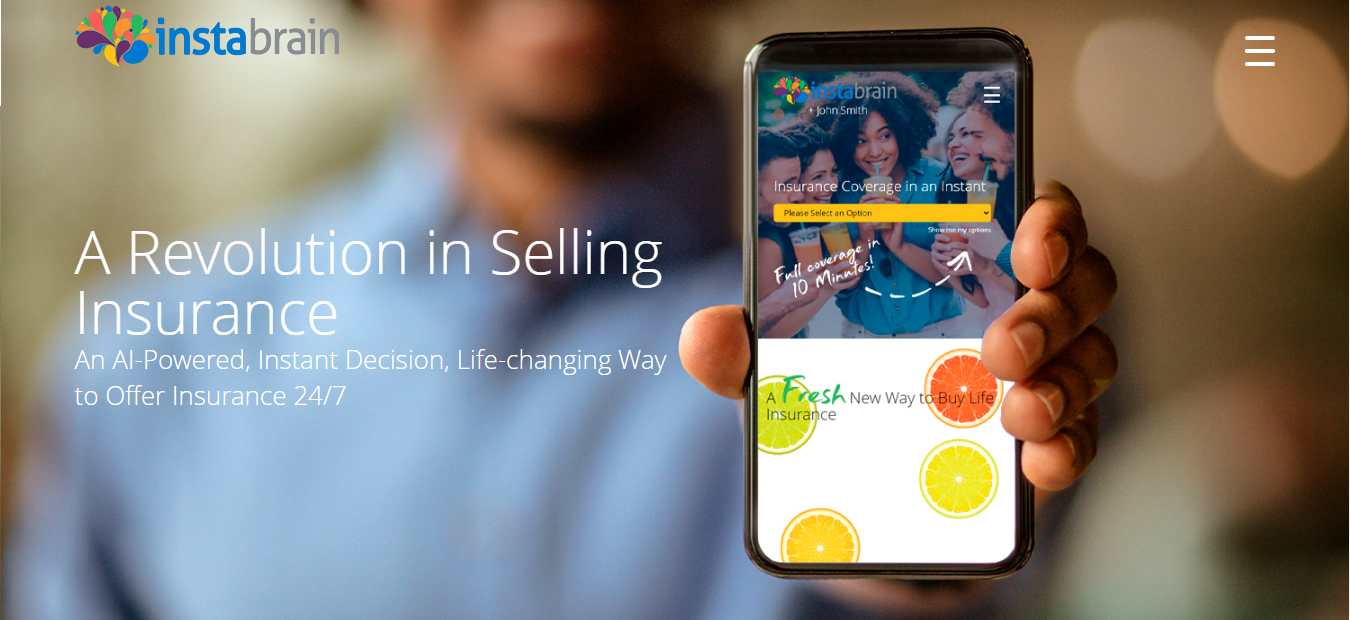 instabrain
A Revolution in Selling
Insurance
An AI-Powered, Instant Decision, Life-changing Way
to Offer Insurance 24/7
instabrain
+ John Smith
Insurance Coverage in an Instant
Please Select an Option
Show me my options
Full coverage in
10 Minutes!
A Fresh New Way to Buy Life
Insurance